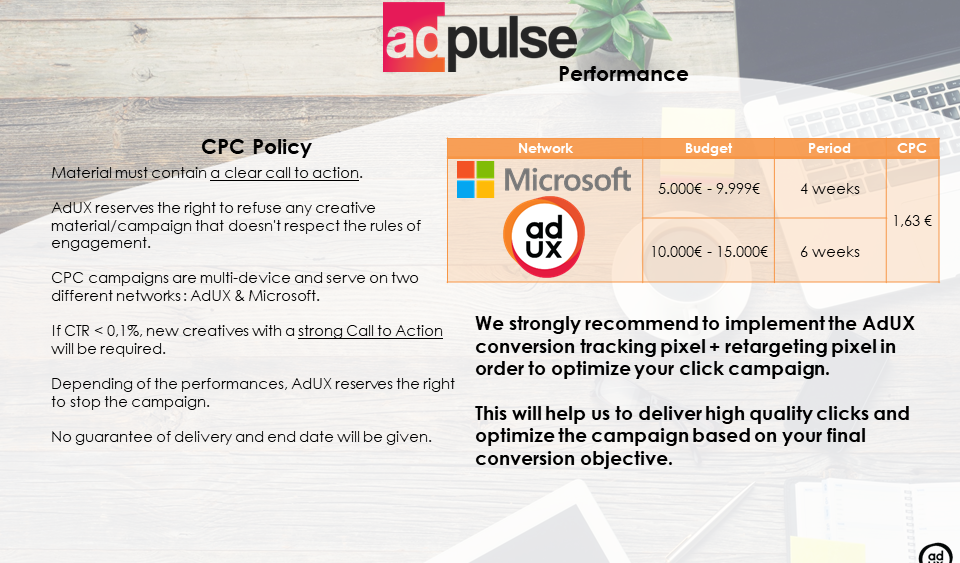 adpulse
Performance
CPC Policy
Material must contain a clear call to action.
AdUX reserves the right to refuse any creative
material/campaign that doesn't respect the rules of
engagement.
CPC campaigns are multi-device and serve on two
different networks : AdUX & Microsoft.
If CTR < 0,1%, new creatives with a strong Call to Action
will be required.
Depending of the performances, AdUX reserves the right
to stop the campaign.
No guarantee of delivery and end date will be given.
Network Budget Period CPC
Microsoft
5.000€ - 9.999€ 4 weeks
1,63 €
ad
UX
10.000€ - 15.000€ 6 weeks
We strongly recommend to implement the AdUX
conversion tracking pixel + retargeting pixel in
order to optimize your click campaign.
This will help us to deliver high quality clicks and
optimize the campaign based on your final
conversion objective.
ad